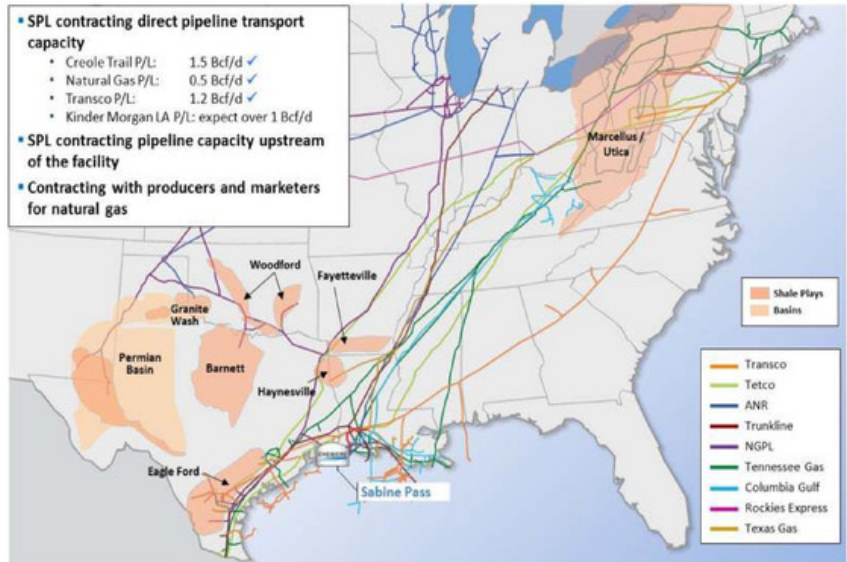 ▪ SPL contracting direct pipeline transport
capacity
• Creole Trail P/L: 1.5 Bcf/d ✓
• Natural Gas P/L: 0.5 Bcf/d ✓
• Transco P/L: 1.2 Bcf/d ✓
• Kinder Morgan LA P/L: expect over 1 Bcf/d
▪ SPL contracting pipeline capacity upstream
of the facility
▪ Contracting with producers and marketers
for natural gas
Marcellus /
Utica
Woodford
Fayetteville
Granite
Wash
Permian
Basin
Barnett
Haynesville
Eagle Ford
Sabine Pass
Shale Plays
Basins
Transco
Tetco
ANR
Trunkline
NGPL
Tennessee Gas
Columbia Gulf
Rockies Express
Texas Gas